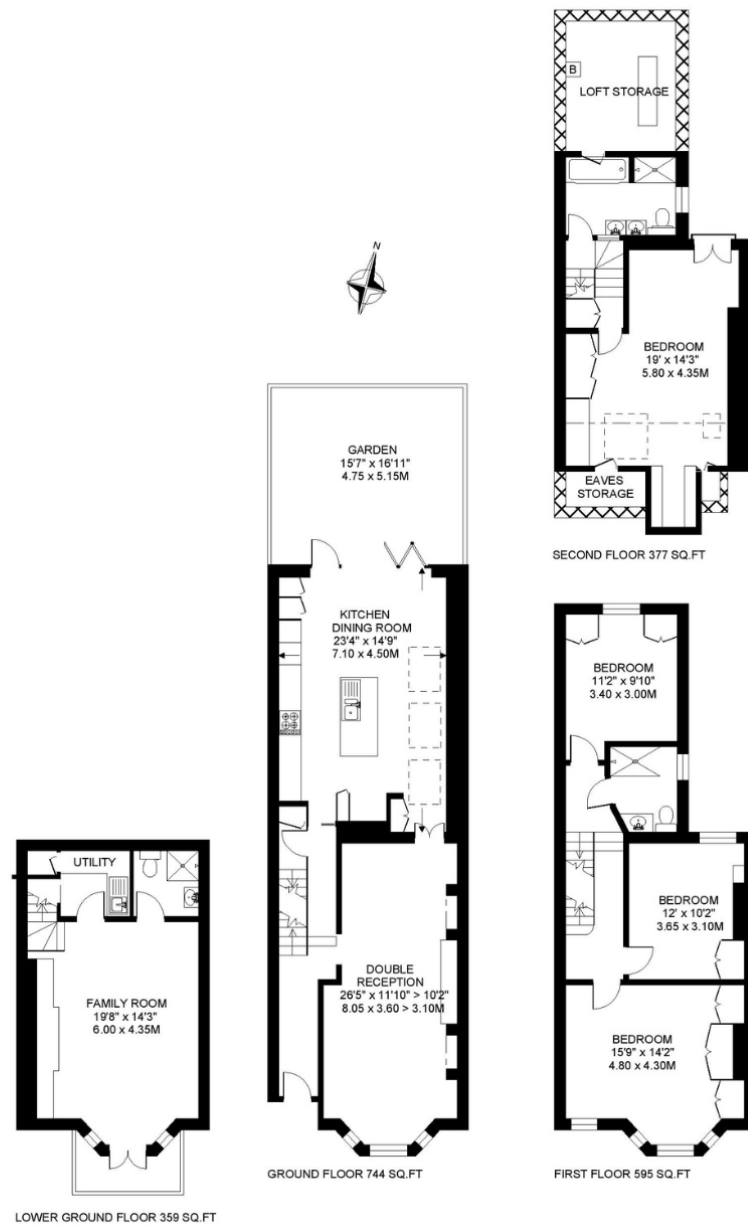 B
LOFT STORAGE
BEDROOM
19' x 14'3"
5.80 x 4.35M
EAVES
STORAGE
SECOND FLOOR 377 SQ.FT
N
GARDEN
15'7" x 16'11"
4.75 x 5.15M
KITCHEN
DINING ROOM
23'4" x 14'9"
7.10 x 4.50M
DOUBLE
RECEPTION
26'5" x 11'10" > 10'2"
8.05 x 3.60 > 3.10M
GROUND FLOOR 744 SQ.FT
BEDROOM
11'2" x 9'10"
3.40 x 3.00M
BEDROOM
12' x 10'2"
3.65 x 3.10M
BEDROOM
15'9" x 14'2"
4.80 x 4.30M
FIRST FLOOR 595 SQ.FT
UTILITY
FAMILY ROOM
19'8" x 14'3"
6.00 x 4.35M
LOWER GROUND FLOOR 359 SQ.FT